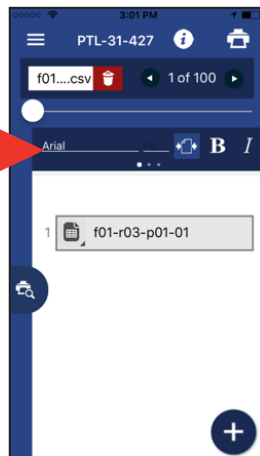 3:01 PM
PTL-31-427
f01....csv
1 of 100
Arial
B I
1
f01-r03-p01-01